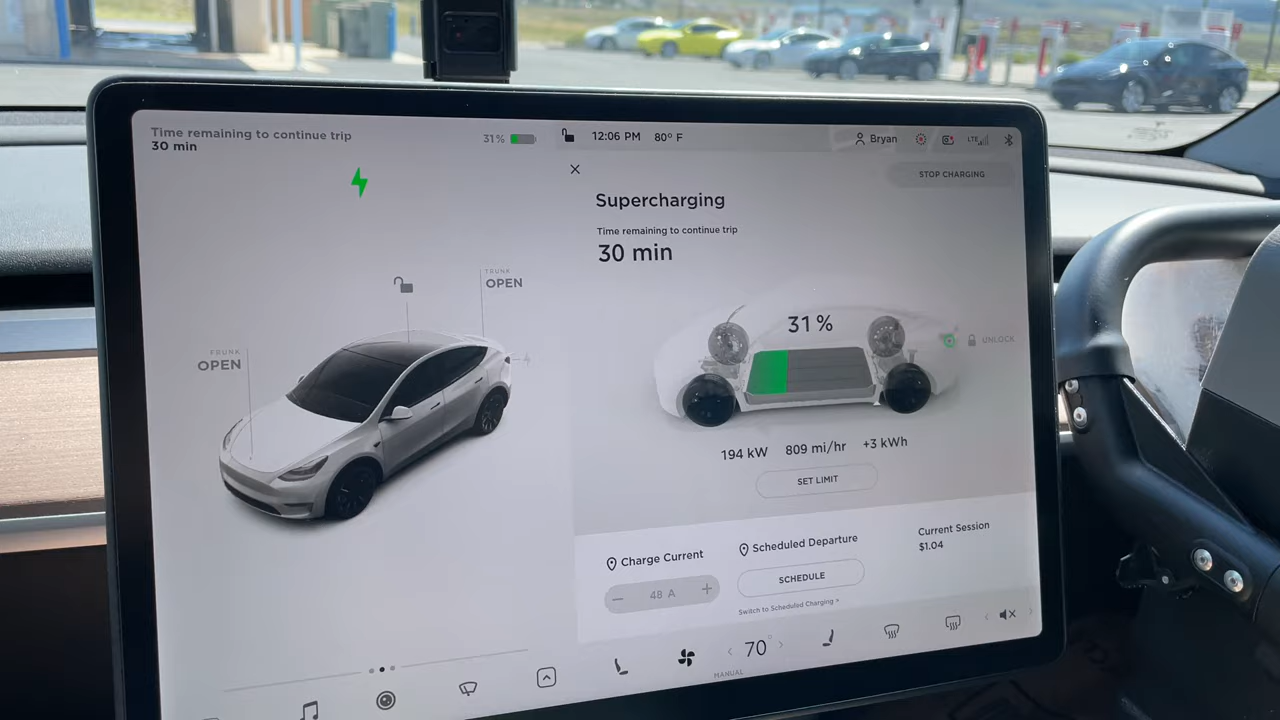 Time remaining to continue trip
30 min
31%
12:06 PM
80° F
Bryan
LTE
STOP CHARGING
Supercharging
Time remaining to continue trip
30 min
TRUNK
OPEN
FRUNK
OPEN
31 %
UNLOCK
194 kW
809 mi/hr
+3 kWh
SET LIMIT
Charge Current
48 A
Scheduled Departure
SCHEDULE
Switch to Scheduled Charging >
Current Session
$1.04
70°
MANUAL